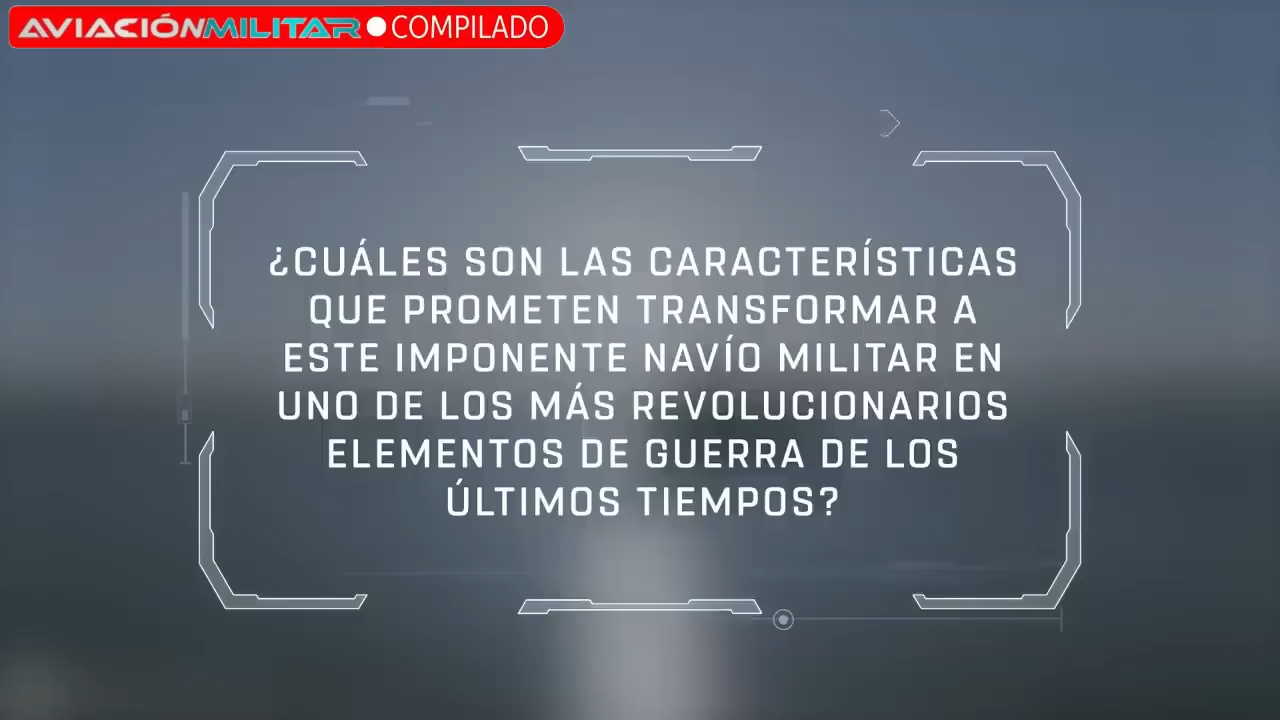 AVIACIÓNMILITAR COMPILADO
¿CUÁLES SON LAS CARACTERÍSTICAS
QUE PROMETEN TRANSFORMAR A
ESTE IMPONENTE NAVÍO MILITAR EN
UNO DE LOS MÁS REVOLUCIONARIOS
ELEMENTOS DE GUERRA DE LOS
ÚLTIMOS TIEMPOS?